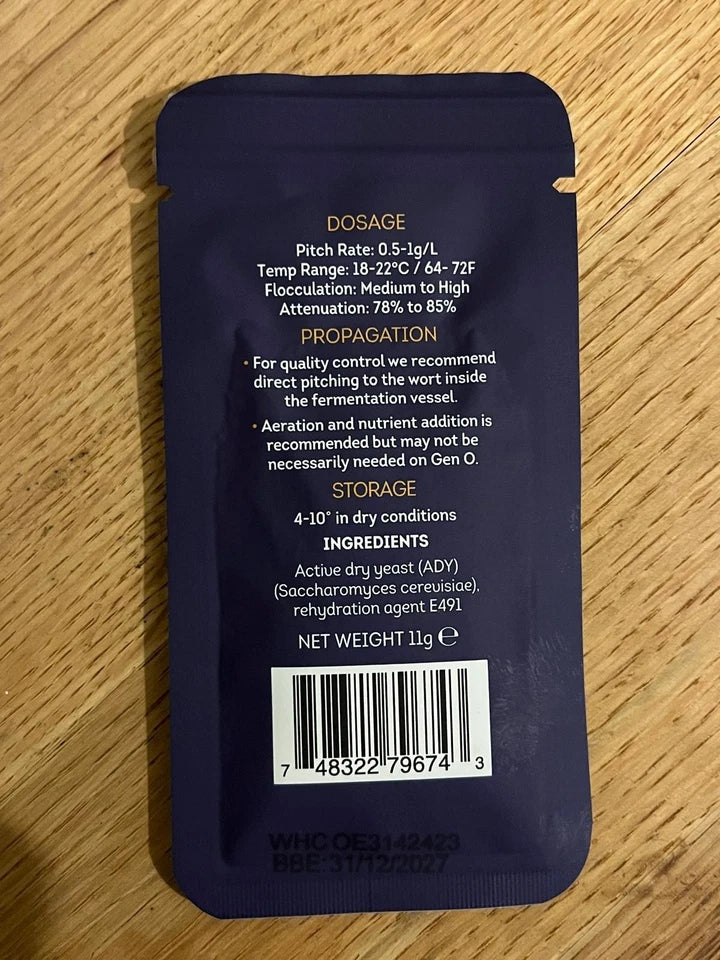 DOSAGE
Pitch Rate: 0.5-1g/L
Temp Range: 18-22°C / 64- 72F
Flocculation: Medium to High
Attenuation: 78% to 85%
PROPAGATION
• For quality control we recommend
direct pitching to the wort inside
the fermentation vessel.
• Aeration and nutrient addition is
recommended but may not be
necessarily needed on Gen 0.
STORAGE
4-10° in dry conditions
INGREDIENTS
Active dry yeast (ADY)
(Saccharomyces cerevisiae),
rehydration agent E491
NET WEIGHT 11g ℮
7 48322 79674 3
WHC OE3142423
BBE: 31/12/2027